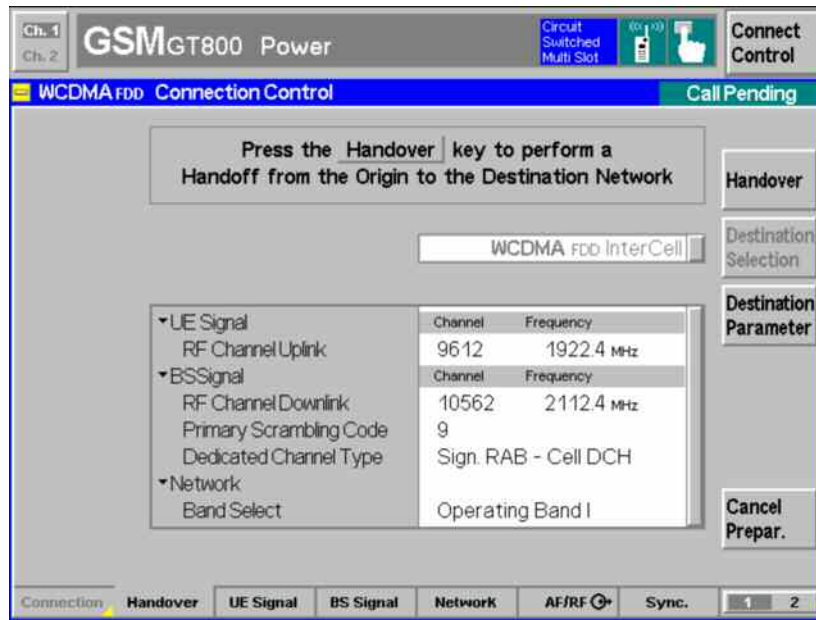 Ch. 1
Ch. 2
GSM GT800 Power
Circuit
Switched
Multi Slot
Connect
Control
WCDMA FDD Connection Control
Call Pending
Press the Handover key to perform a
Handoff from the Origin to the Destination Network
Handover
WCDMA FDD InterCell
Destination
Selection
Destination
Parameter
UE Signal Channel Frequency
RF Channel Uplink 9612 1922.4 MHz
BSSignal Channel Frequency
RF Channel Downlink 10562 2112.4 MHz
Primary Scrambling Code 9
Dedicated Channel Type Sign. RAB - Cell DCH
Network
Band Select Operating Band I
Cancel
Prepar.
Connection Handover UE Signal BS Signal Network AF/RF Sync. 1 2